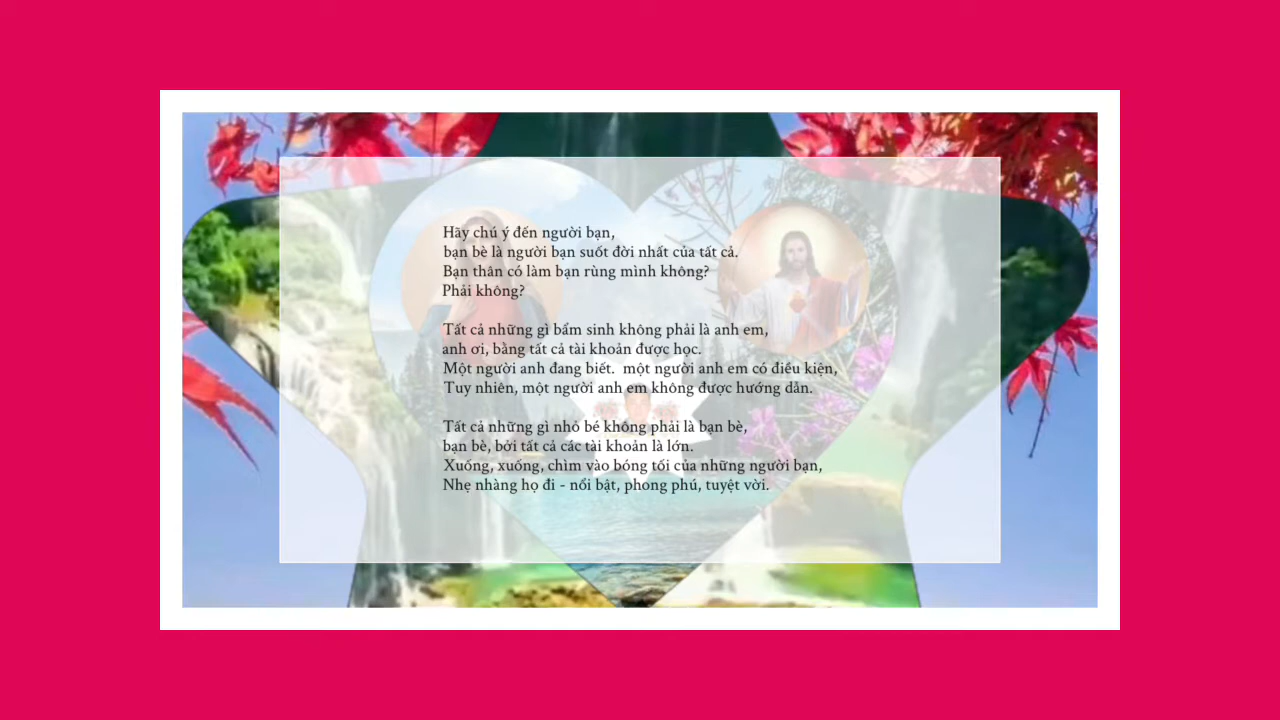 Hãy chú ý đến người bạn,
bạn bè là người bạn suốt đời nhất của tất cả.
Bạn thân có làm bạn rùng mình không?
Phải không?
Tất cả những gì bẩm sinh không phải là anh em,
anh ơi, bằng tất cả tài khoản được học.
Một người anh đang biết.  một người anh em có điều kiện,
Tuy nhiên, một người anh em không được hướng dẫn.
Tất cả những gì nhỏ bé không phải là bạn bè,
bạn bè, bởi tất cả các tài khoản là lớn.
Xuống, xuống, chìm vào bóng tối của những người bạn,
Nhẹ nhàng họ đi - nổi bật, phong phú, tuyệt vời.